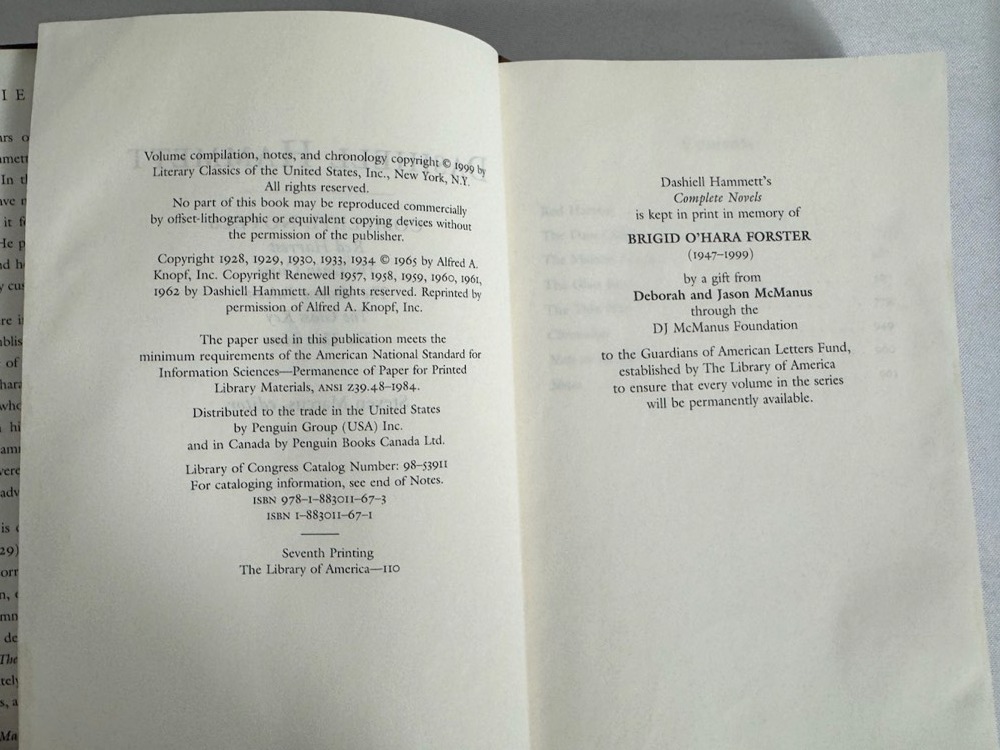 Volume compilation, notes, and chronology copyright © 1999 by
Literary Classics of the United States, Inc., New York, N.Y.
All rights reserved.
No part of this book may be reproduced commercially
by offset-lithographic or equivalent copying devices without
the permission of the publisher.
Copyright 1928, 1929, 1930, 1933, 1934 © 1965 by Alfred A.
Knopf, Inc. Copyright Renewed 1957, 1958, 1959, 1960, 1961,
1962 by Dashiell Hammett. All rights reserved. Reprinted by
permission of Alfred A. Knopf, Inc.
The paper used in this publication meets the
minimum requirements of the American National Standard for
Information Sciences—Permanence of Paper for Printed
Library Materials, ANSI Z39.48–1984.
Distributed to the trade in the United States
by Penguin Group (USA) Inc.
and in Canada by Penguin Books Canada Ltd.
Library of Congress Catalog Number: 98–53911
For cataloging information, see end of Notes.
ISBN 978–1–883011–67–3
ISBN 1–883011–67–1
Seventh Printing
The Library of America—110
Dashiell Hammett's
Complete Novels
is kept in print in memory of
BRIGID O'HARA FORSTER
(1947–1999)
by a gift from
Deborah and Jason McManus
through the
DJ McManus Foundation
to the Guardians of American Letters Fund,
established by The Library of America
to ensure that every volume in the series
will be permanently available.